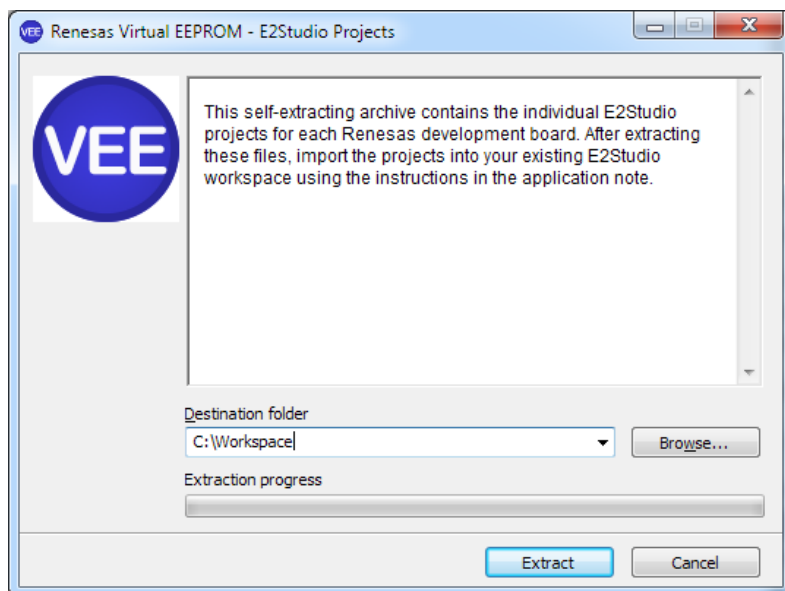 VEE Renesas Virtual EEPROM - E2Studio Projects
VEE
This self-extracting archive contains the individual E2Studio
projects for each Renesas development board. After extracting
these files, import the projects into your existing E2Studio
workspace using the instructions in the application note.
Destination folder
C:\Workspace
Browse...
Extraction progress
Extract
Cancel